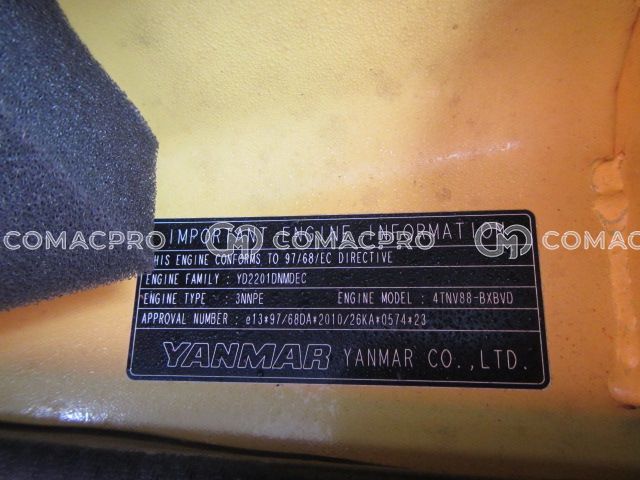 IMPORTANT ENGINE INFORMATION
COMACPRO COMACPRO COMACPRO
THIS ENGINE CONFORMS TO 97/68/EC DIRECTIVE
ENGINE FAMILY : YD2201DNMDEC
ENGINE TYPE : 3NNPE ENGINE MODEL : 4TNV88-BXBVD
APPROVAL NUMBER : e13*97/68DA*2010/26KA*0574*23
YANMAR YANMAR CO.,LTD.